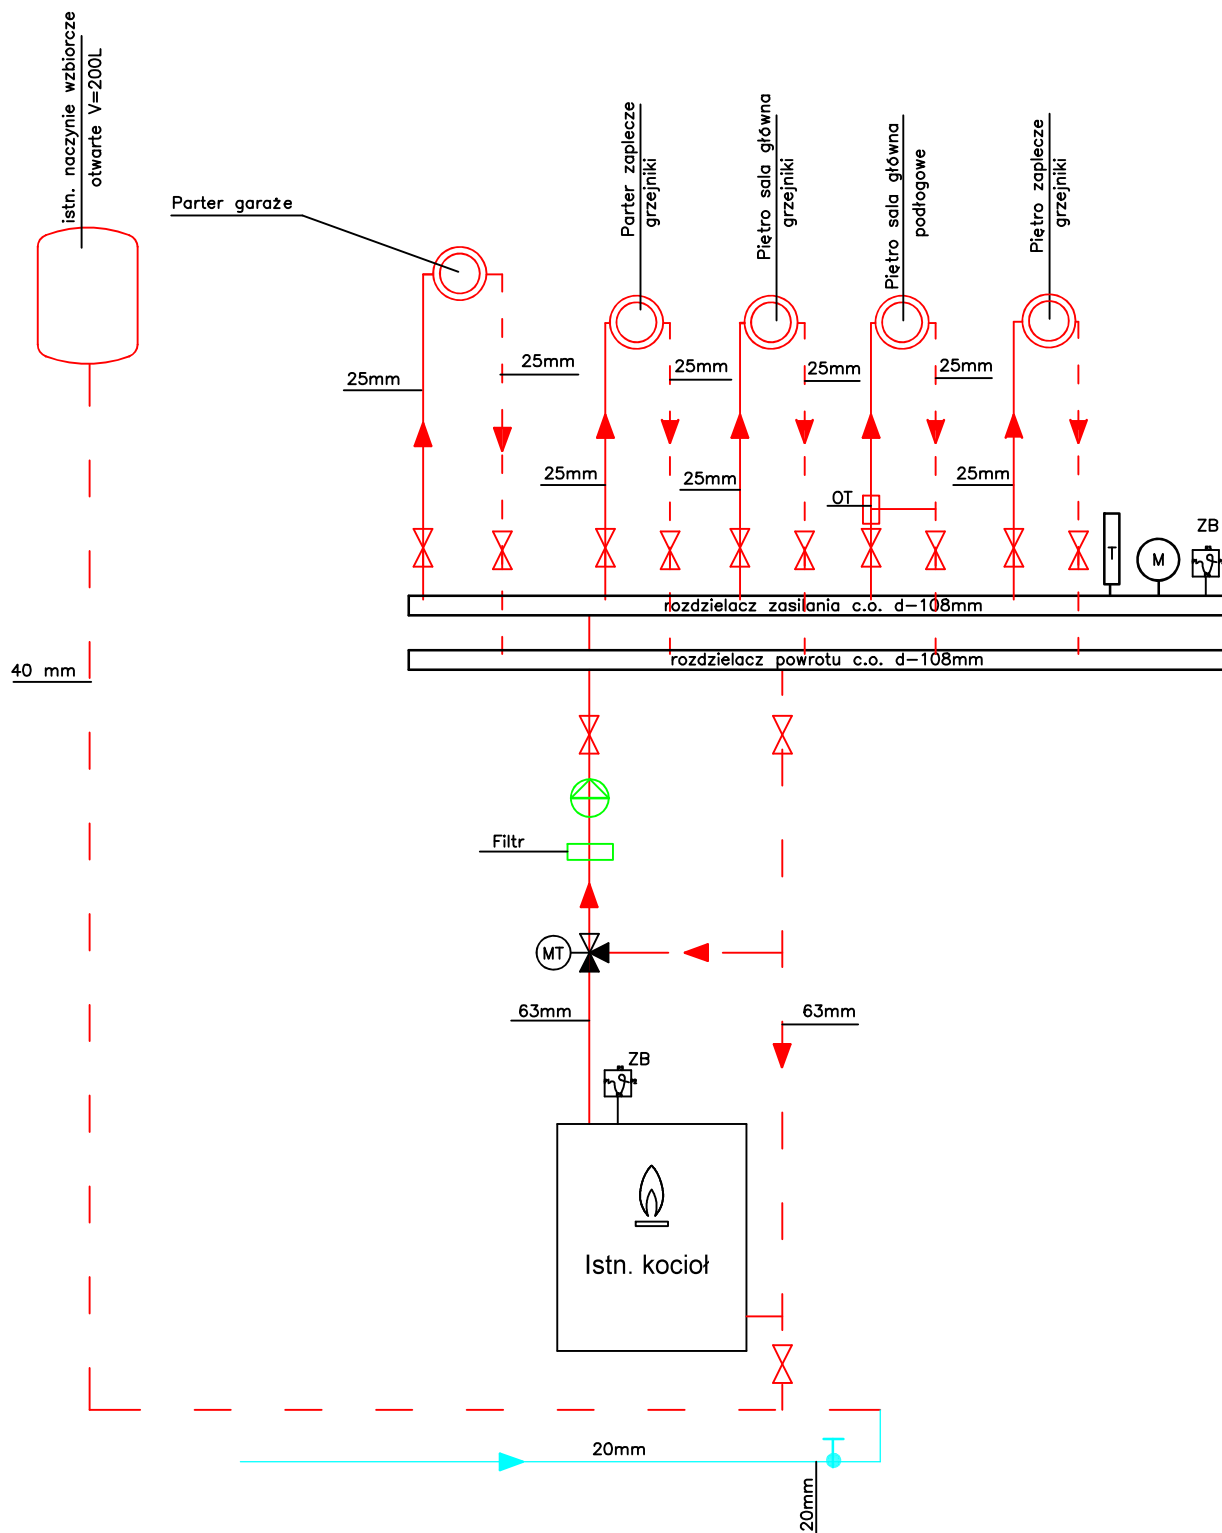 istn. naczynie wzbiorcze
otwarte V=200L
Parter garaże
Parter zaplecze
grzejniki
Piętro sala główna
grzejniki
Piętro sala główna
podłogowe
Piętro zaplecze
grzejniki
25mm
25mm
25mm
25mm
25mm
25mm
25mm
25mm
OT
T
M
ZB
rozdzielacz zasilania c.o. d-108mm
rozdzielacz powrotu c.o. d-108mm
40 mm
Filtr
MT
63mm
63mm
ZB
Istn. kocioł
20mm
20mm